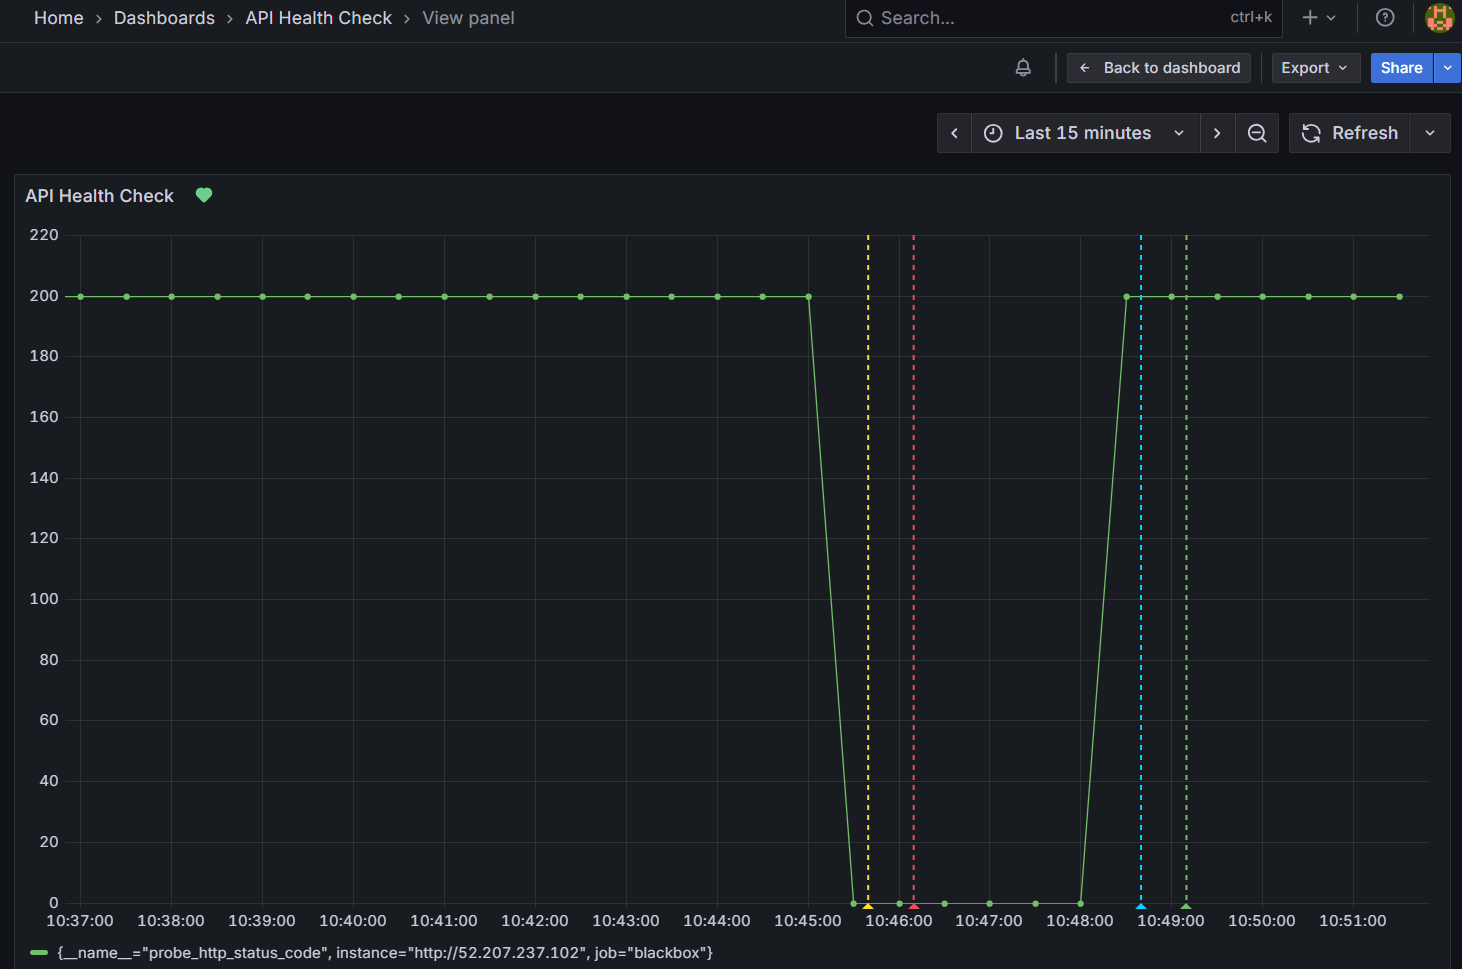 Home › Dashboards › API Health Check › View panel
Search...
ctrl+k
Back to dashboard
Export
Share
Last 15 minutes
Refresh
API Health Check
220
200
180
160
140
120
100
80
60
40
20
0
10:37:00 10:38:00 10:39:00 10:40:00 10:41:00 10:42:00 10:43:00 10:44:00 10:45:00 10:46:00 10:47:00 10:48:00 10:49:00 10:50:00 10:51:00
{__name__="probe_http_status_code", instance="http://52.207.237.102", job="blackbox"}